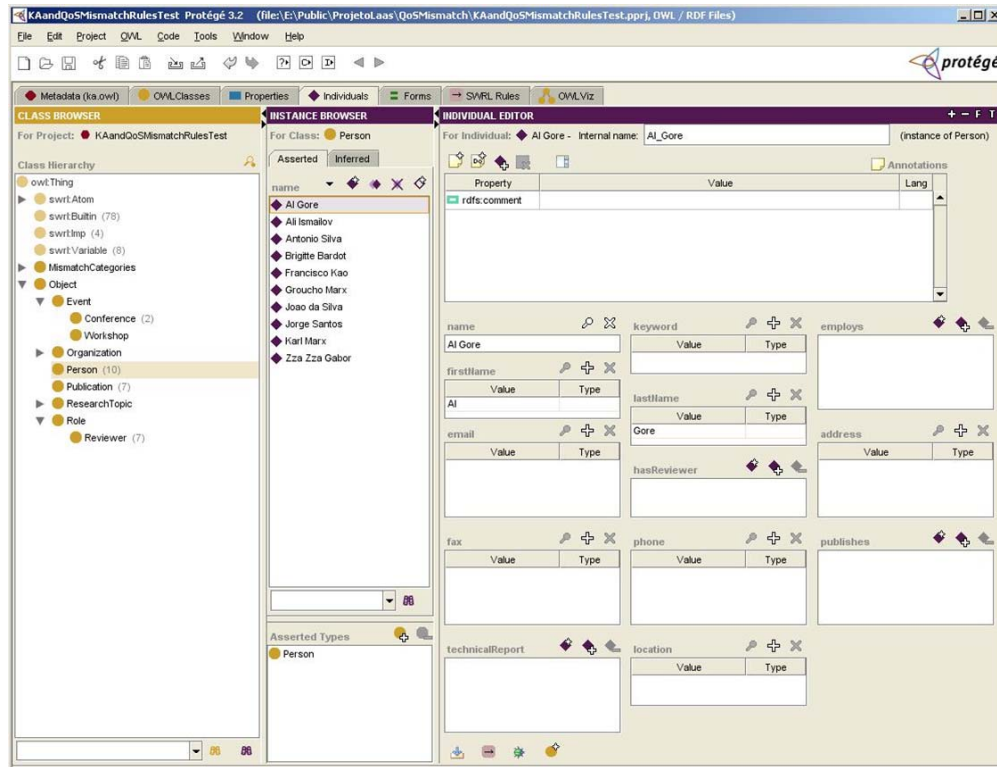 KAandQoSMismatchRulesTest Protégé 3.2 (file:\E:\Public\ProjetoLaas\QoSMismatch\KAandQoSMismatchRulesTest.pprj, OWL / RDF Files)
File Edit Project OWL Code Tools Window Help
protégé
Metadata (ka.owl) OWLClasses Properties Individuals Forms SWRL Rules OWLViz
CLASS BROWSER
For Project: KAandQoSMismatchRulesTest
Class Hierarchy
owl:Thing
swrl:Atom
swrl:Builtin (78)
swrl:Imp (4)
swrl:Variable (8)
MismatchCategories
Object
Event
Conference (2)
Workshop
Organization
Person (10)
Publication (7)
ResearchTopic
Role
Reviewer (7)
INSTANCE BROWSER
For Class: Person
Asserted Inferred
name
Al Gore
Ali Ismailov
Antonio Silva
Brigitte Bardot
Francisco Kao
Groucho Marx
Joao da Silva
Jorge Santos
Karl Marx
Zza Zza Gabor
Asserted Types
Person
INDIVIDUAL EDITOR + - F T
For Individual: Al Gore - Internal name: Al_Gore (instance of Person)
Annotations
Property Value Lang
rdfs:comment
name
Al Gore
keyword
Value Type
employs
firstName
Value Type
Al
lastName
Value Type
Gore
email
Value Type
address
Value Type
hasReviewer
fax
Value Type
phone
Value Type
publishes
technicalReport
location
Value Type